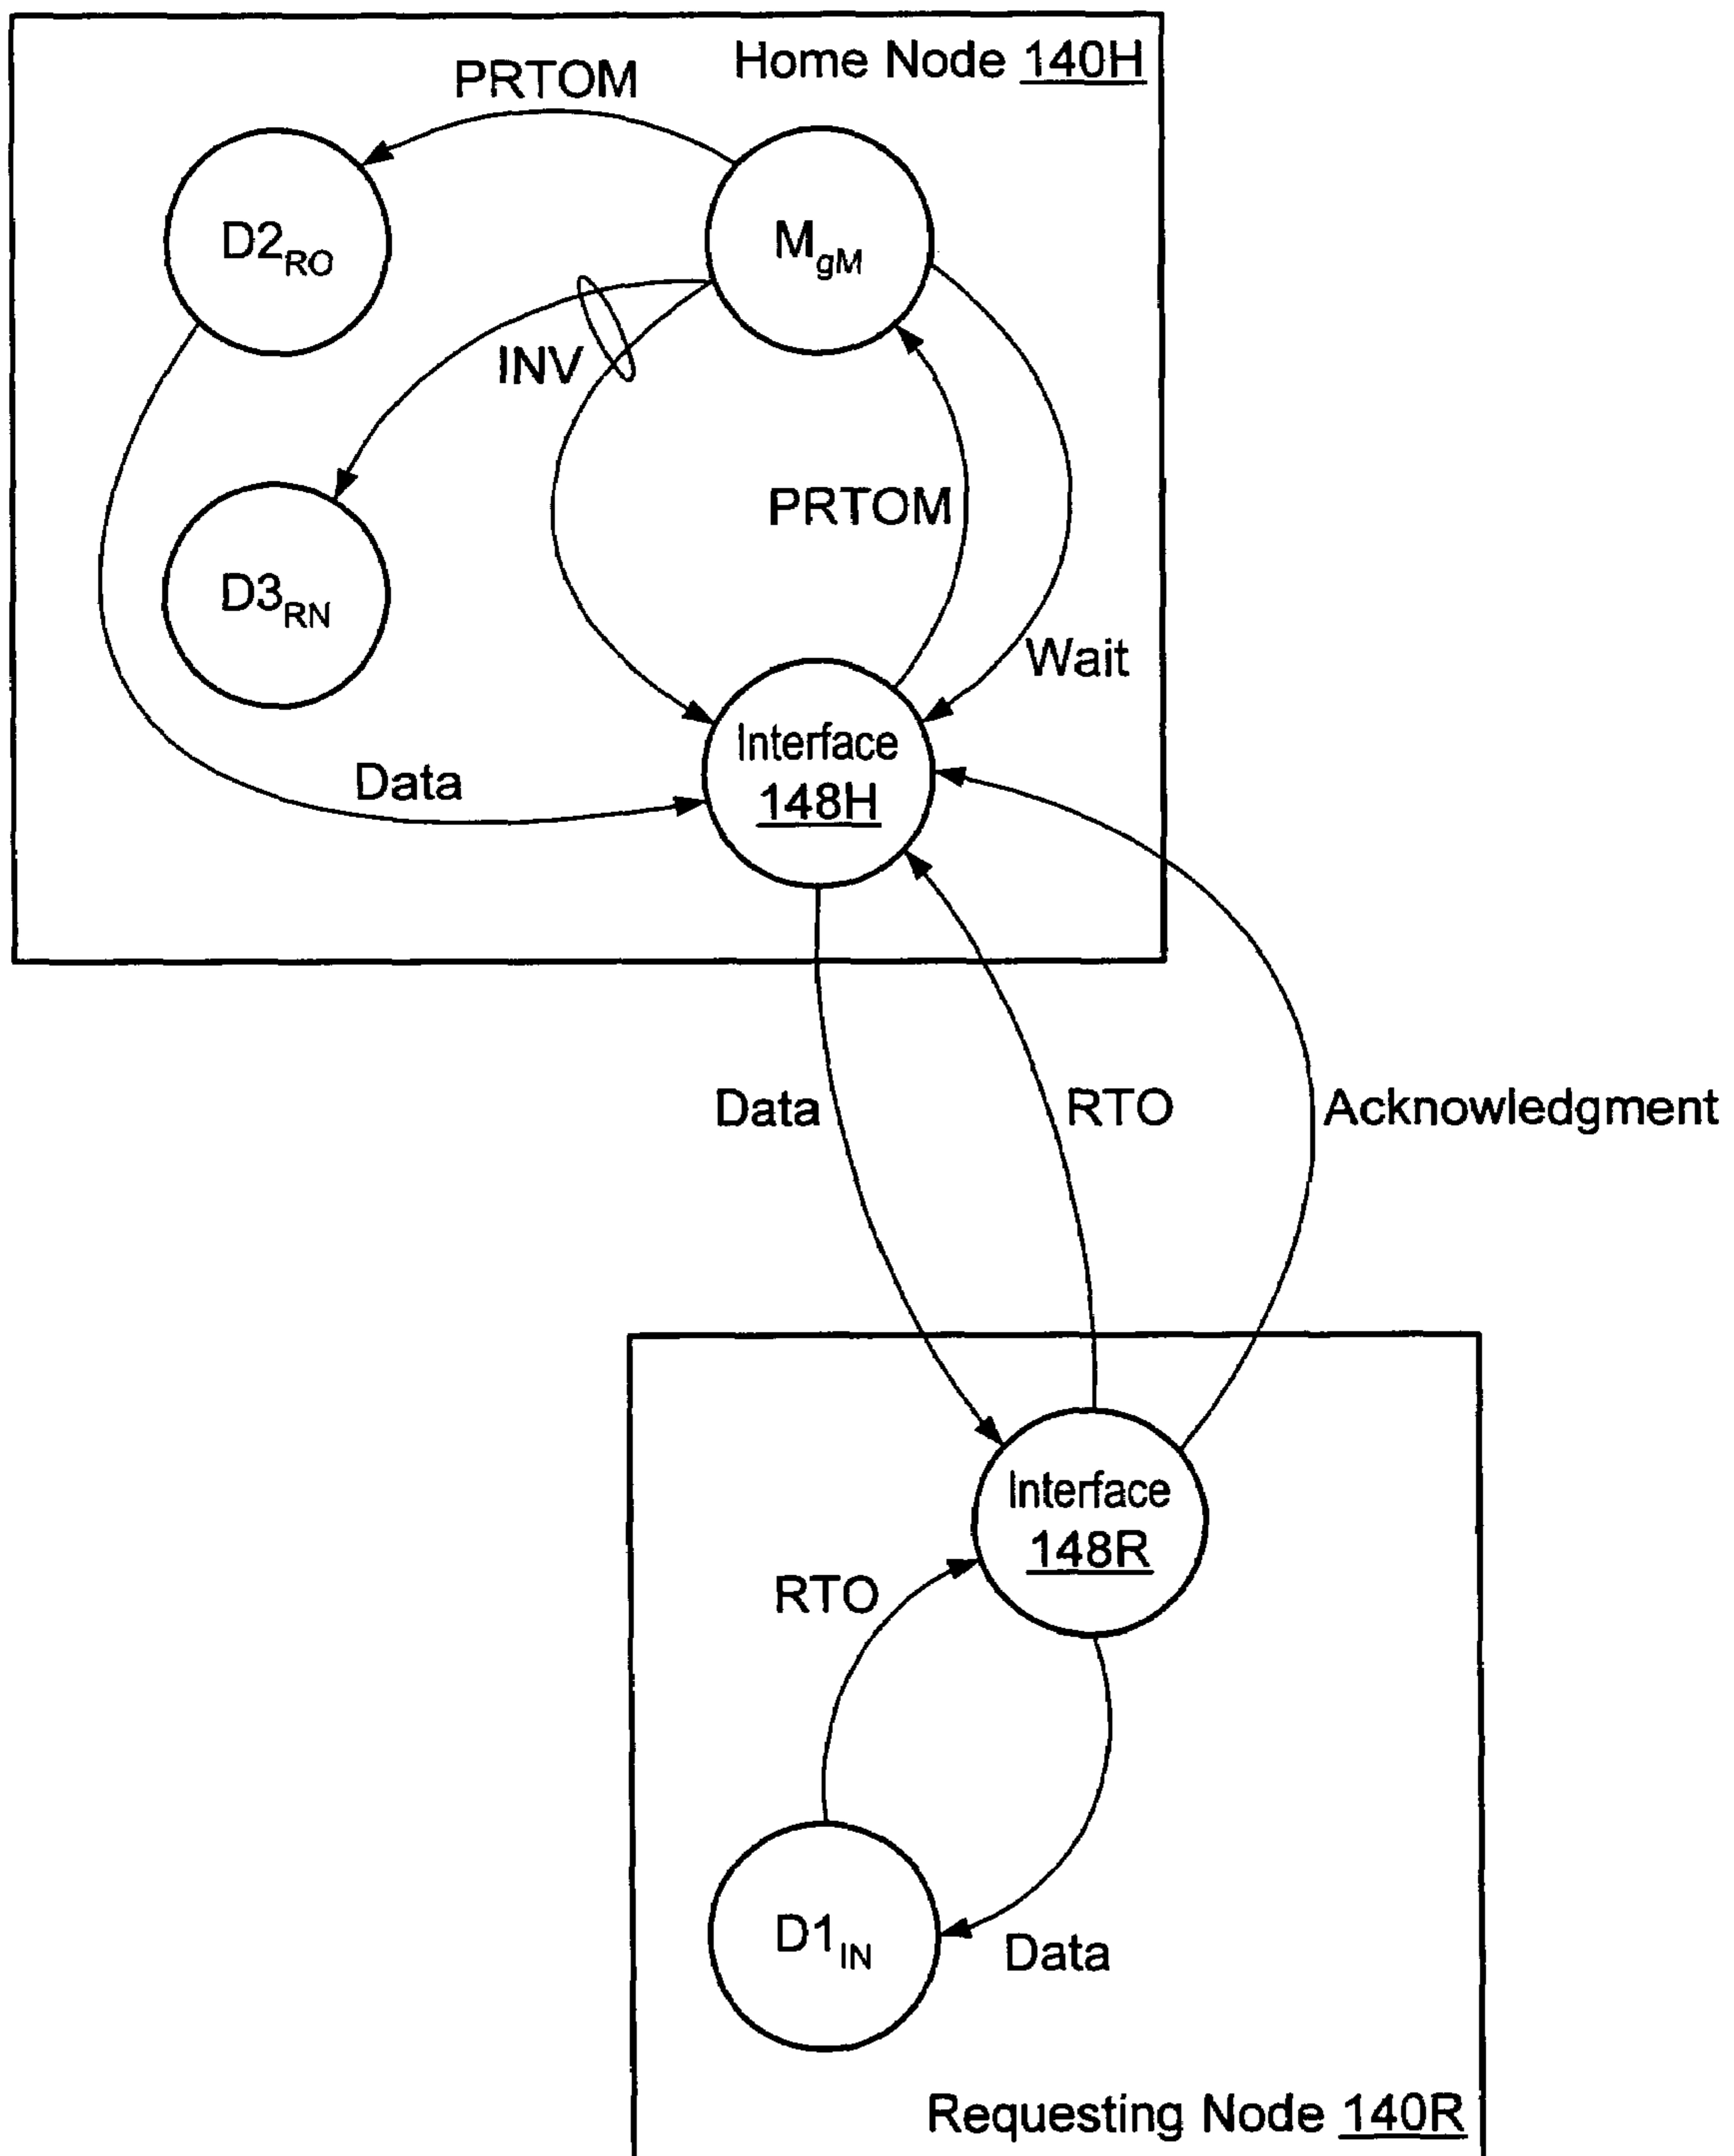 Home Node 140H
PRTOM
D2RO
MgM
INV
D3RN
PRTOM
Wait
Interface
148H
Data
Data
RTO
Acknowledgment
Interface
148R
RTO
D1IN
Data
Requesting Node 140R